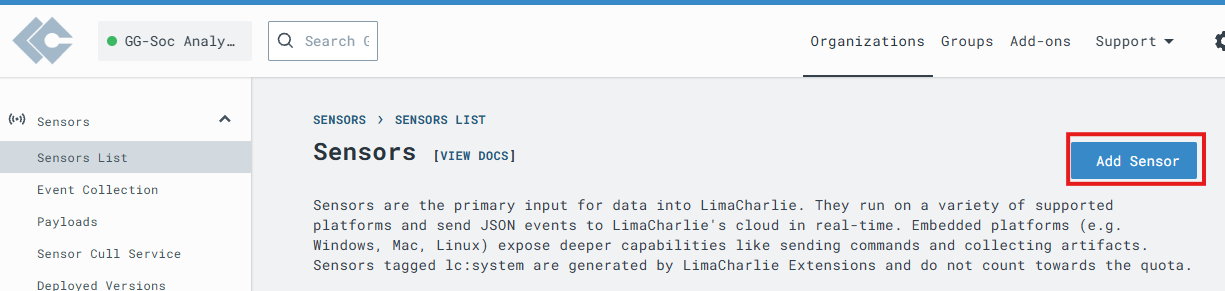 GG-Soc Analy…
Search G
Organizations
Groups
Add-ons
Support
Sensors
Sensors List
Event Collection
Payloads
Sensor Cull Service
Deployed Versions
SENSORS > SENSORS LIST
Sensors [VIEW DOCS]
Add Sensor
Sensors are the primary input for data into LimaCharlie. They run on a variety of supported
platforms and send JSON events to LimaCharlie's cloud in real-time. Embedded platforms (e.g.
Windows, Mac, Linux) expose deeper capabilities like sending commands and collecting artifacts.
Sensors tagged lc:system are generated by LimaCharlie Extensions and do not count towards the quota.